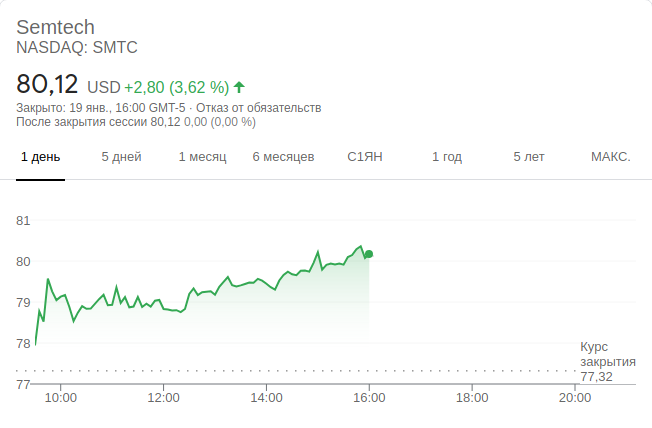 Semtech
NASDAQ: SMTC
80,12 USD +2,80 (3,62 %)
Закрыто: 19 янв., 16:00 GMT-5 · Отказ от обязательств
После закрытия сессии 80,12 0,00 (0,00 %)
1 день 5 дней 1 месяц 6 месяцев С1ЯН 1 год 5 лет МАКС.
81
80
79
78
Курс
закрытия
77,32
77
10:00 12:00 14:00 16:00 18:00 20:00